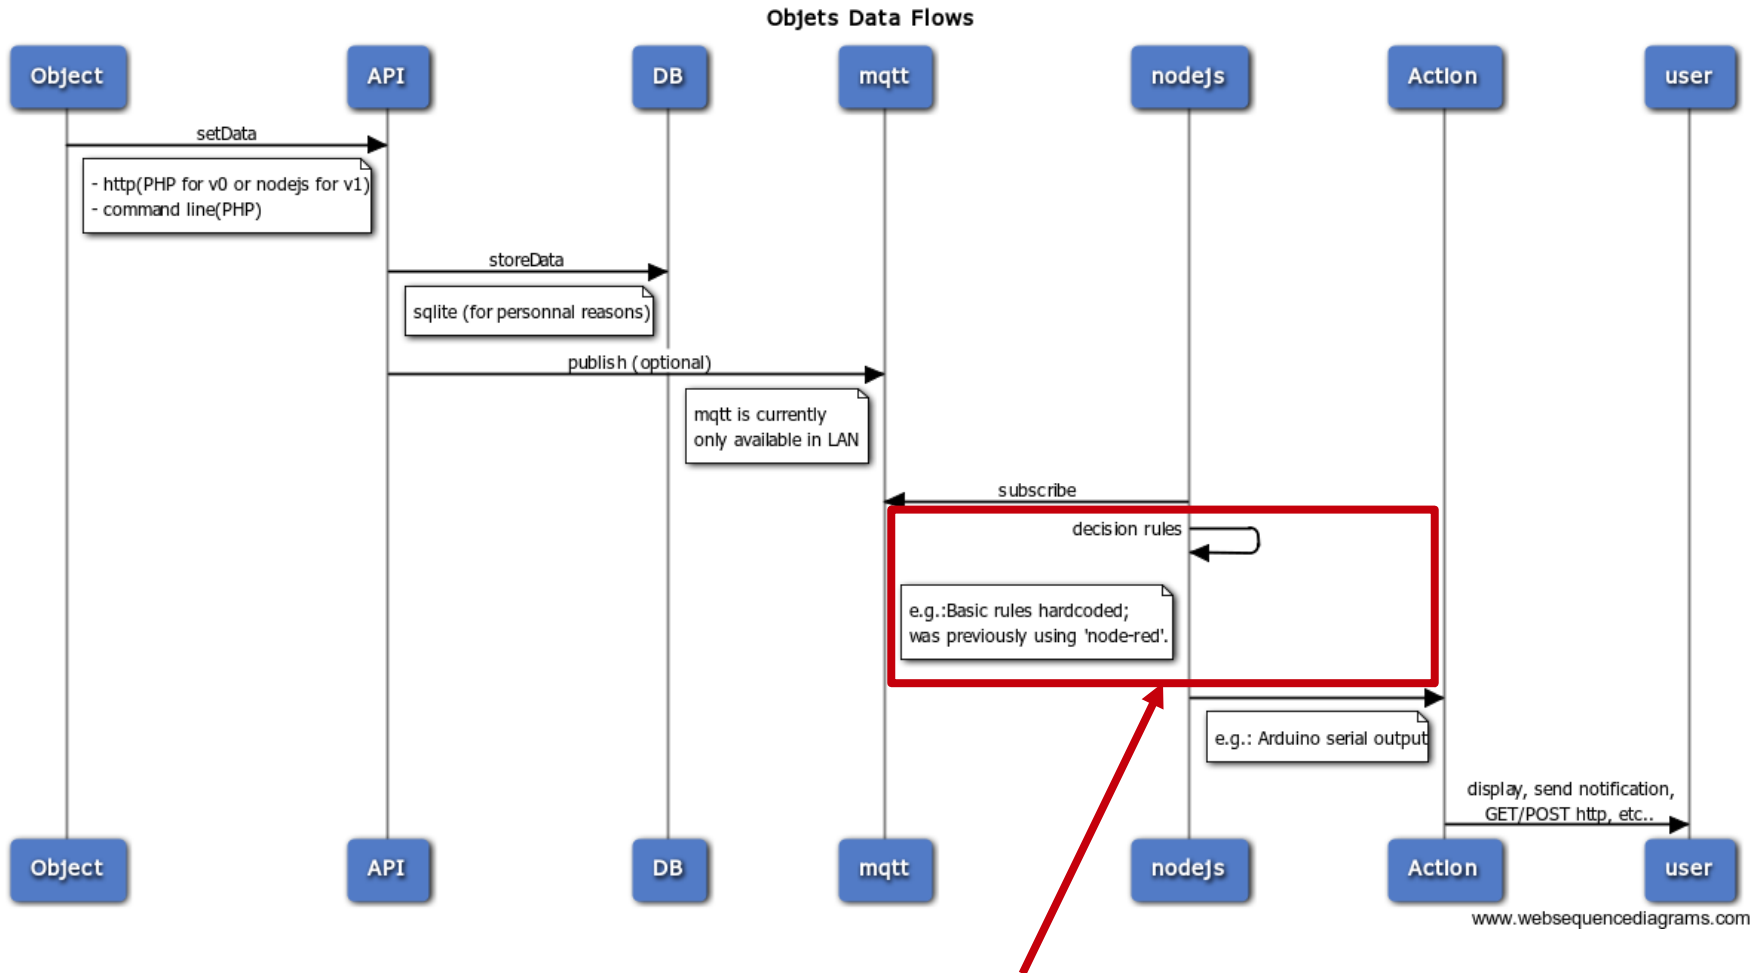 Objets Data Flows
Object
API
DB
mqtt
nodejs
Action
user
setData
- http(PHP for v0 or nodejs for v1)
- command line(PHP)
storeData
sqlite (for personnal reasons)
publish (optional)
mqtt is currently
only available in LAN
subscribe
decision rules
e.g.:Basic rules hardcoded;
was previously using 'node-red'.
e.g.: Arduino serial output
display, send notification,
GET/POST http, etc..
Object
API
DB
mqtt
nodejs
Action
user
www.websequencediagrams.com